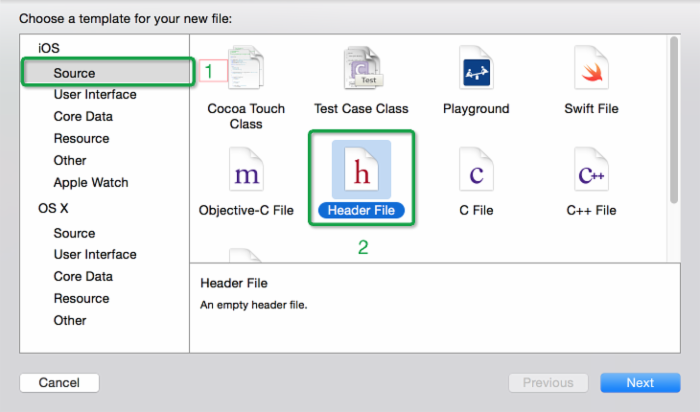 Choose a template for your new file:
iOS
Source
User Interface
Core Data
Resource
Other
Apple Watch
OS X
Source
User Interface
Core Data
Resource
Other
1
Cocoa Touch
Class
Test
Test Case Class
Playground
Swift File
m
Objective-C File
h
Header File
C
C File
C++
C++ File
2
Header File
An empty header file.
Cancel
Previous
Next